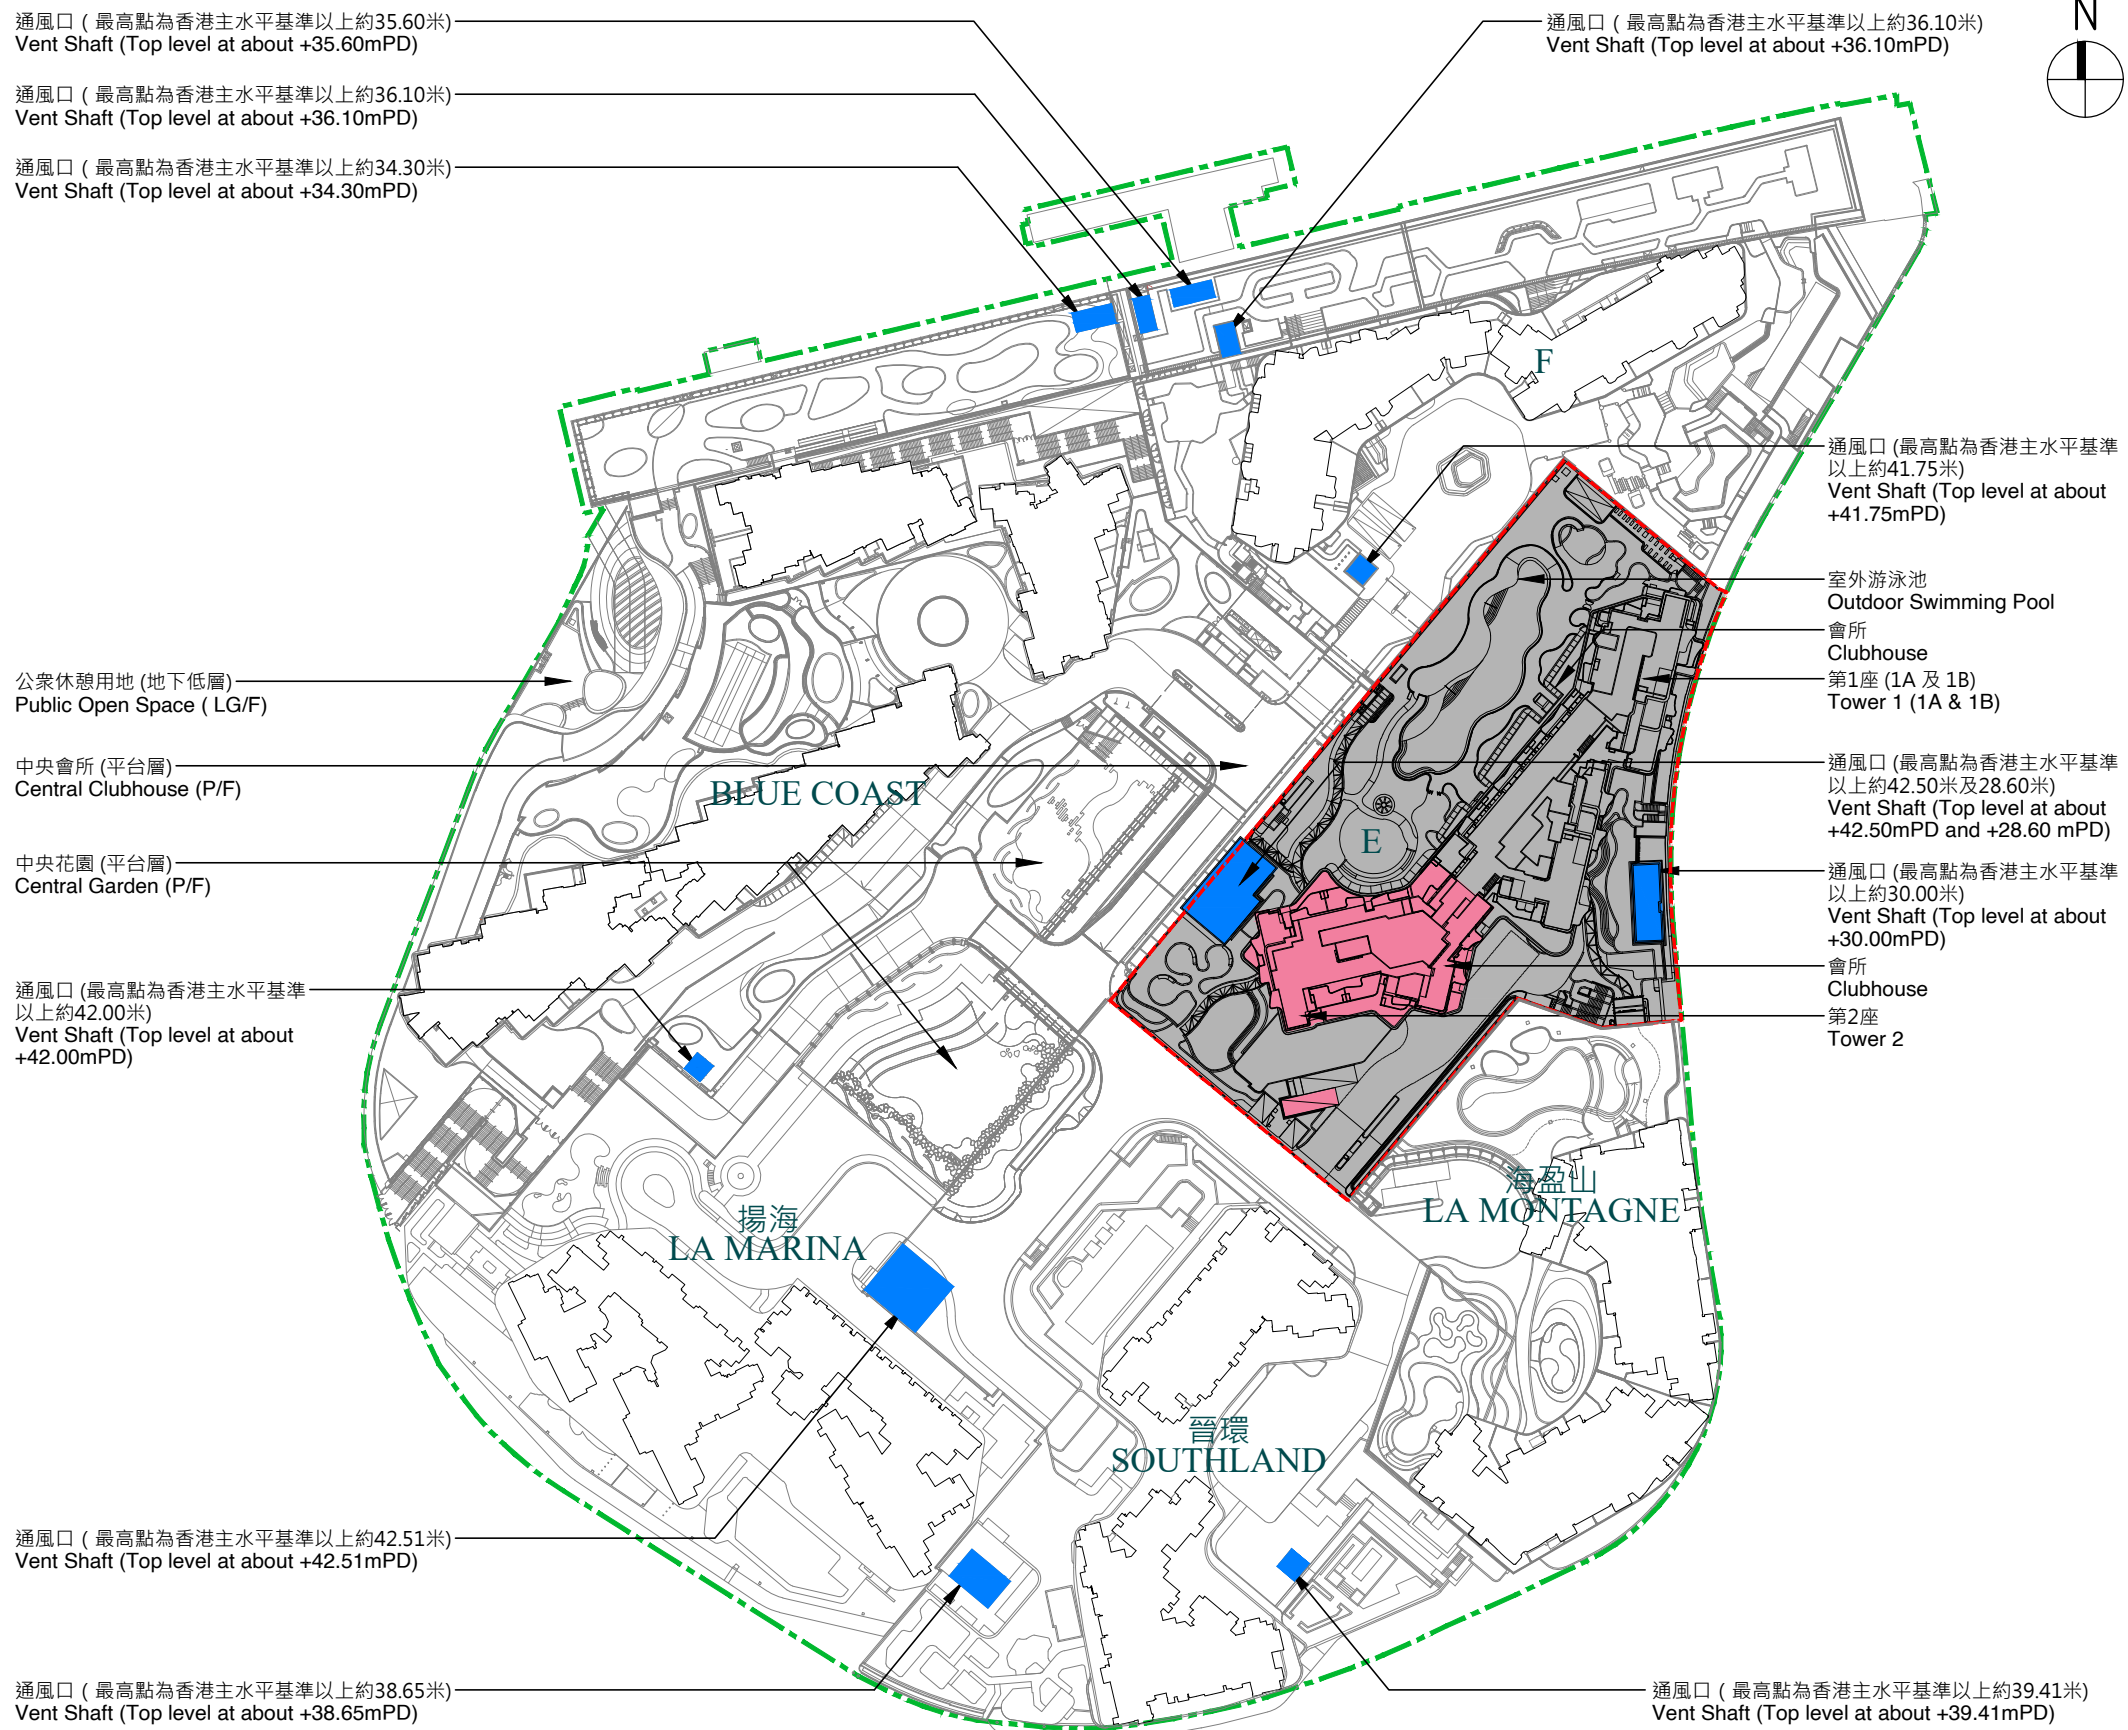 通風口 ( 最高點為香港主水平基準以上約35.60米)
Vent Shaft (Top level at about +35.60mPD)
通風口 ( 最高點為香港主水平基準以上約36.10米)
Vent Shaft (Top level at about +36.10mPD)
通風口 ( 最高點為香港主水平基準以上約34.30米)
Vent Shaft (Top level at about +34.30mPD)
通風口 ( 最高點為香港主水平基準以上約36.10米)
Vent Shaft (Top level at about +36.10mPD)
N
F
通風口 (最高點為香港主水平基準
以上約41.75米)
Vent Shaft (Top level at about
+41.75mPD)
室外游泳池
Outdoor Swimming Pool
會所
Clubhouse
第1座 (1A 及 1B)
Tower 1 (1A & 1B)
通風口 (最高點為香港主水平基準
以上約42.50米及28.60米)
Vent Shaft (Top level at about
+42.50mPD and +28.60 mPD)
通風口 (最高點為香港主水平基準
以上約30.00米)
Vent Shaft (Top level at about
+30.00mPD)
會所
Clubhouse
第2座
Tower 2
公衆休憩用地 (地下低層)
Public Open Space ( LG/F)
中央會所 (平台層)
Central Clubhouse (P/F)
中央花園 (平台層)
Central Garden (P/F)
通風口 (最高點為香港主水平基準
以上約42.00米)
Vent Shaft (Top level at about
+42.00mPD)
BLUE COAST
E
海盈山
LA MONTAGNE
揚海
LA MARINA
晉環
SOUTHLAND
通風口 ( 最高點為香港主水平基準以上約42.51米)
Vent Shaft (Top level at about +42.51mPD)
通風口 ( 最高點為香港主水平基準以上約38.65米)
Vent Shaft (Top level at about +38.65mPD)
通風口 ( 最高點為香港主水平基準以上約39.41米)
Vent Shaft (Top level at about +39.41mPD)